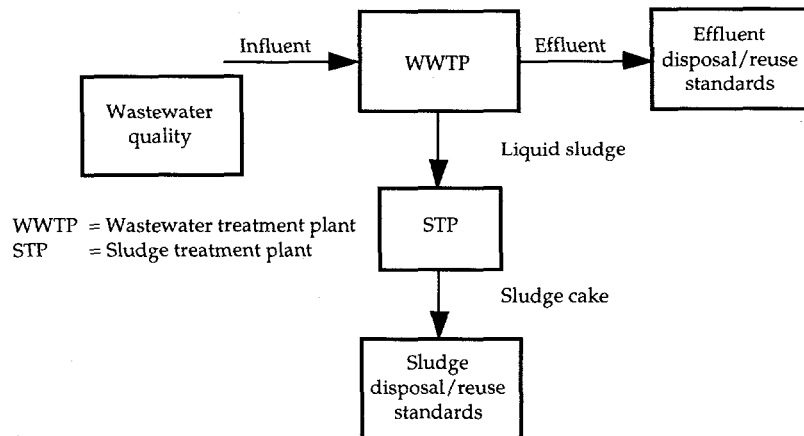 Influent
WWTP
Effluent
Effluent
disposal/reuse
standards
Wastewater
quality
Liquid sludge
WWTP = Wastewater treatment plant
STP = Sludge treatment plant
STP
Sludge cake
Sludge
disposal/reuse
standards